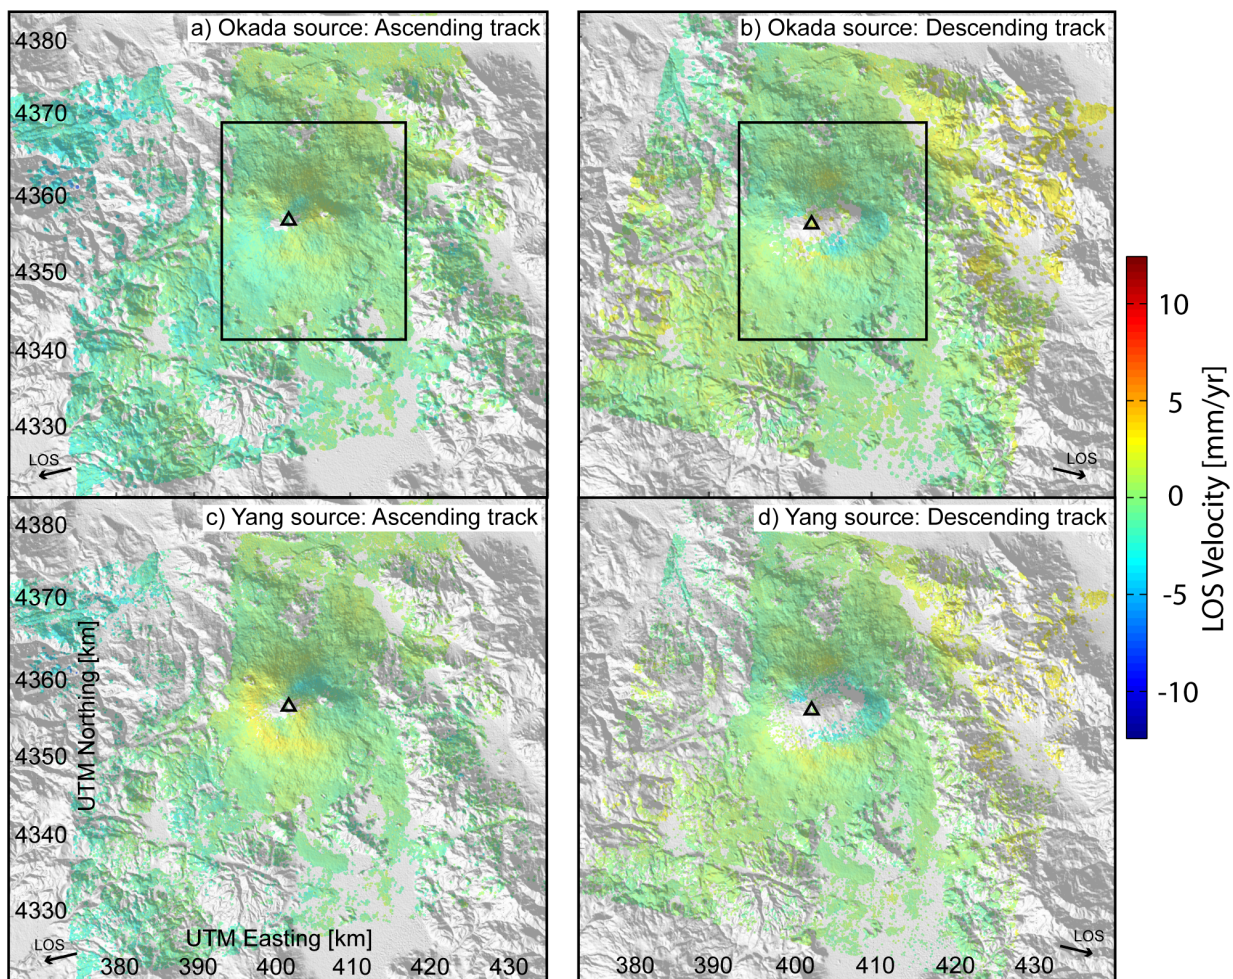 a) Okada source: Ascending track
b) Okada source: Descending track
4380
4370
4360
4350
4340
4330
LOS
LOS
c) Yang source: Ascending track
d) Yang source: Descending track
4380
4370
4360
4350
4340
4330
UTM Northing [km]
UTM Easting [km]
LOS
LOS
380
390
400
410
420
430
380
390
400
410
420
430
10
5
0
-5
-10
LOS Velocity [mm/yr]